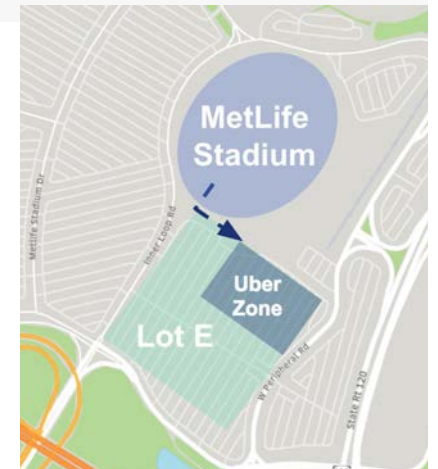 MetLife
Stadium
Metlife Stadium Dr
Inner Loop Rd
Uber
Zone
Lot E
W Peripheral Rd
State Rt 120